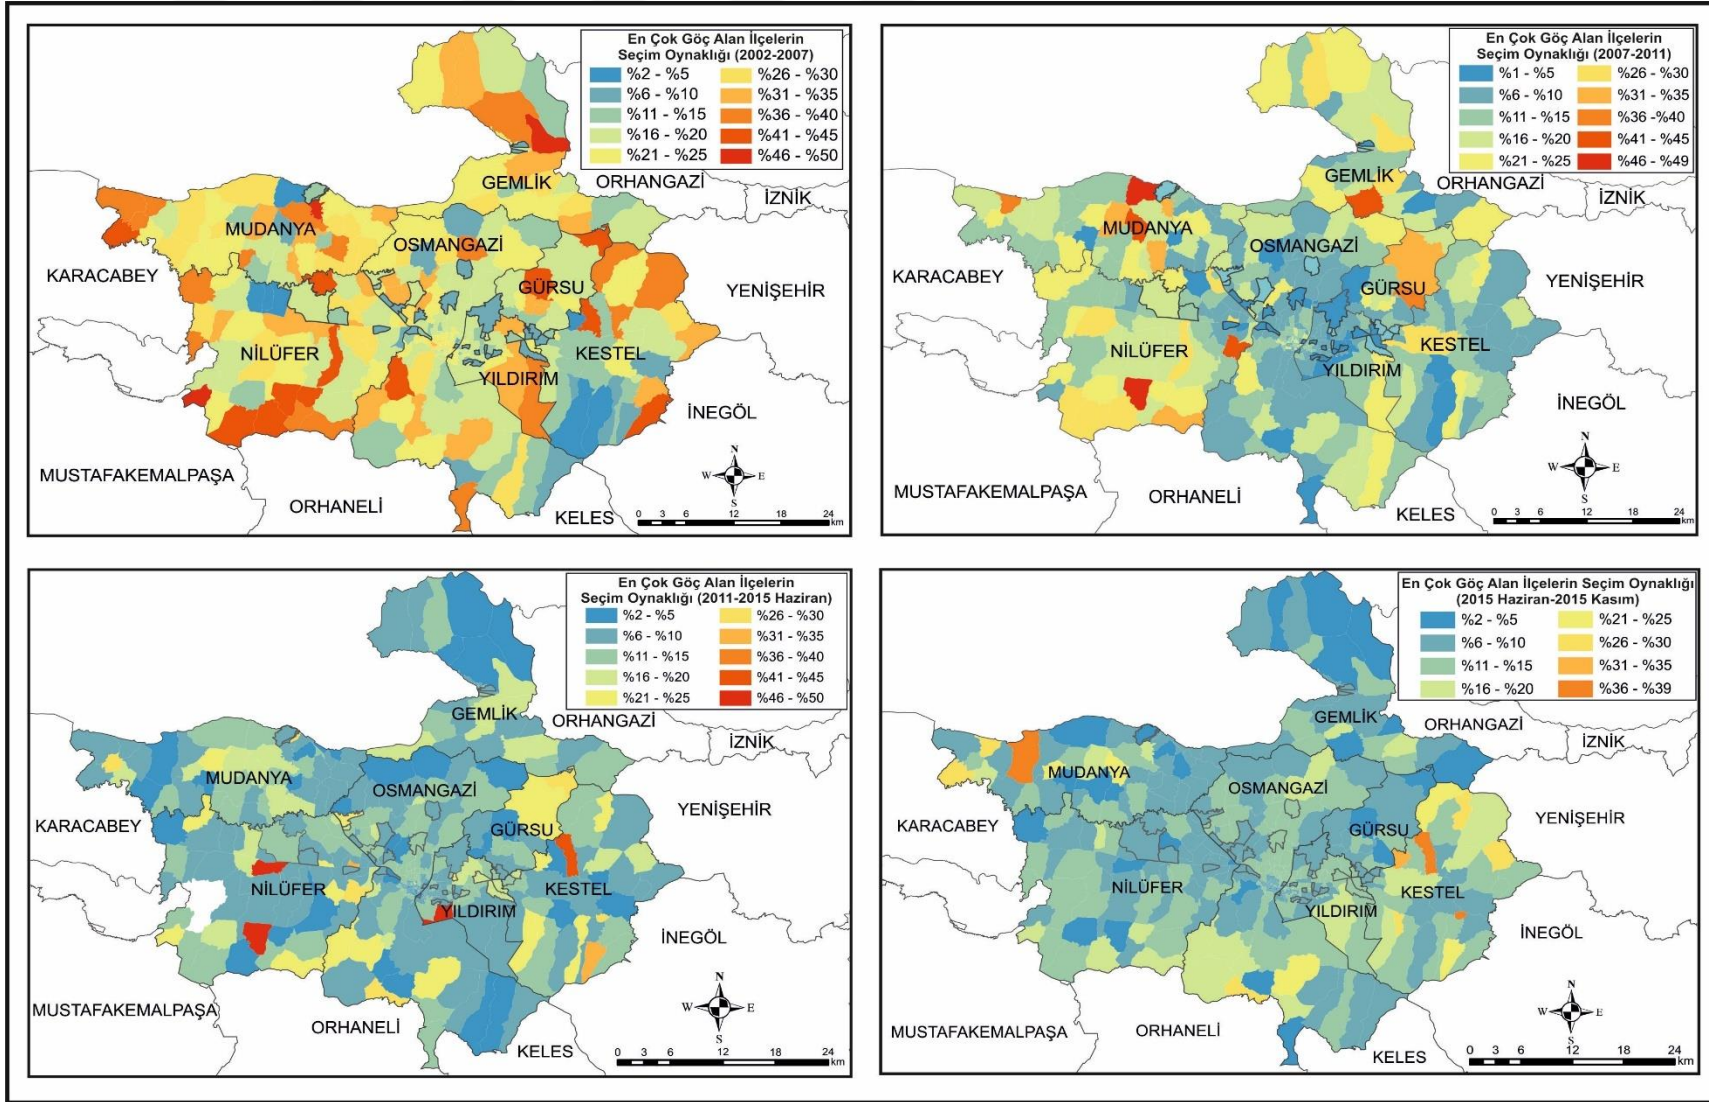 En Çok Göç Alan İlçelerin
Seçim Oynaklığı (2002-2007)
%2 - %5
%6 - %10
%11 - %15
%16 - %20
%21 - %25
%26 - %30
%31 - %35
%36 - %40
%41 - %45
%46 - %50
GEMLİK
ORHANGAZİ
İZNİK
MUDANYA
OSMANGAZİ
KARACABEY
GÜRSU
YENİŞEHİR
NİLÜFER
KESTEL
YILDIRIM
İNEGÖL
MUSTAFAKEMALPAŞA
ORHANELİ
KELES
N
W
E
S
0 3 6 12 18 24
km
En Çok Göç Alan İlçelerin
Seçim Oynaklığı (2007-2011)
%1 - %5
%6 - %10
%11 - %15
%16 - %20
%21 - %25
%26 - %30
%31 - %35
%36 - %40
%41 - %45
%46 - %49
GEMLİK
ORHANGAZİ
İZNİK
MUDANYA
OSMANGAZİ
KARACABEY
GÜRSU
YENİŞEHİR
NİLÜFER
KESTEL
YILDIRIM
İNEGÖL
MUSTAFAKEMALPAŞA
ORHANELİ
KELES
N
W
E
S
0 3 6 12 18 24
km
En Çok Göç Alan İlçelerin
Seçim Oynaklığı (2011-2015 Haziran)
%2 - %5
%6 - %10
%11 - %15
%16 - %20
%21 - %25
%26 - %30
%31 - %35
%36 - %40
%41 - %45
%46 - %50
GEMLİK
ORHANGAZİ
İZNİK
MUDANYA
OSMANGAZİ
KARACABEY
GÜRSU
YENİŞEHİR
NİLÜFER
KESTEL
YILDIRIM
İNEGÖL
MUSTAFAKEMALPAŞA
ORHANELİ
KELES
N
W
E
S
0 3 6 12 18 24
km
En Çok Göç Alan İlçelerin Seçim Oynaklığı
(2015 Haziran-2015 Kasım)
%2 - %5
%6 - %10
%11 - %15
%16 - %20
%21 - %25
%26 - %30
%31 - %35
%36 - %39
GEMLİK
ORHANGAZİ
İZNİK
MUDANYA
OSMANGAZİ
KARACABEY
GÜRSU
YENİŞEHİR
NİLÜFER
KESTEL
YILDIRIM
İNEGÖL
MUSTAFAKEMALPAŞA
ORHANELİ
KELES
N
W
E
S
0 3 6 12 18 24
km